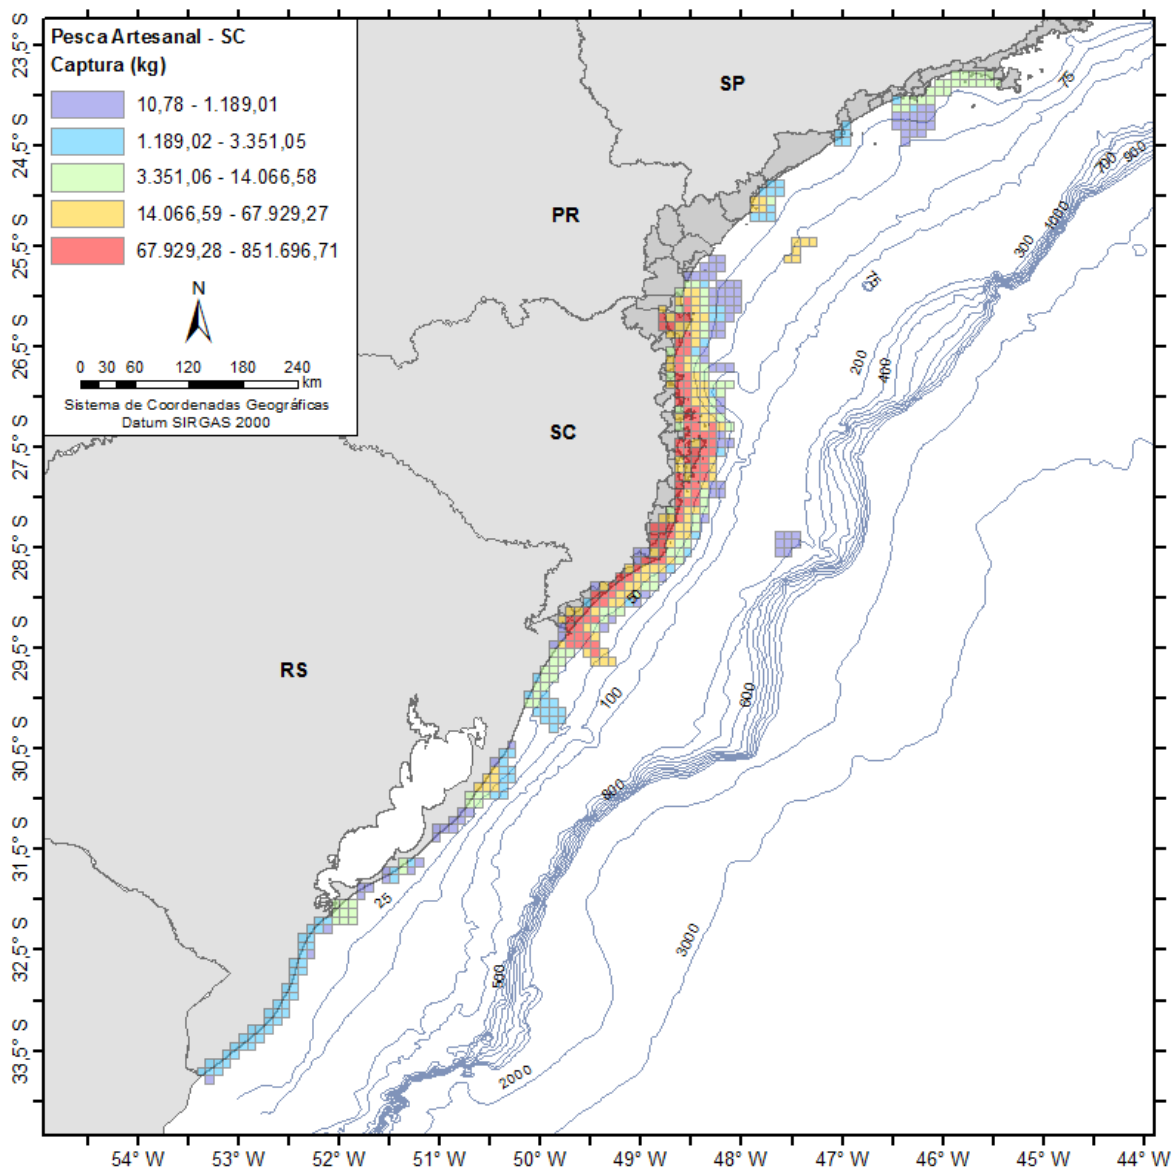 Pesca Artesanal - SC
Captura (kg)
10,78 - 1.189,01
1.189,02 - 3.351,05
3.351,06 - 14.066,58
14.066,59 - 67.929,27
67.929,28 - 851.696,71
N
0 30 60 120 180 240
km
Sistema de Coordenadas Geográficas
Datum SIRGAS 2000
SP
PR
SC
RS
75
700
900
1000
300
200
400
50
100
600
800
25
500
3000
2000
23,5° S
24,5° S
25,5° S
26,5° S
27,5° S
28,5° S
29,5° S
30,5° S
31,5° S
32,5° S
33,5° S
54° W
53° W
52° W
51° W
50° W
49° W
48° W
47° W
46° W
45° W
44° W